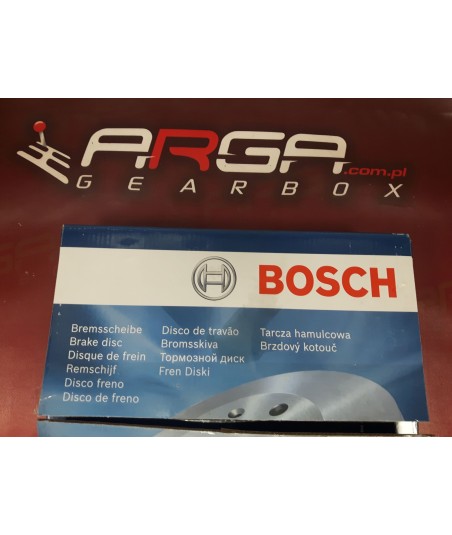 ARGA.com.pl
GEARBOX
BOSCH
Bremsscheibe
Brake disc
Disque de frein
Remschijf
Disco freno
Disco de freno
Disco de travão
Bromsskiva
Тормозной диск
Fren Diski
Tarcza hamulcowa
Brzdový kotouč